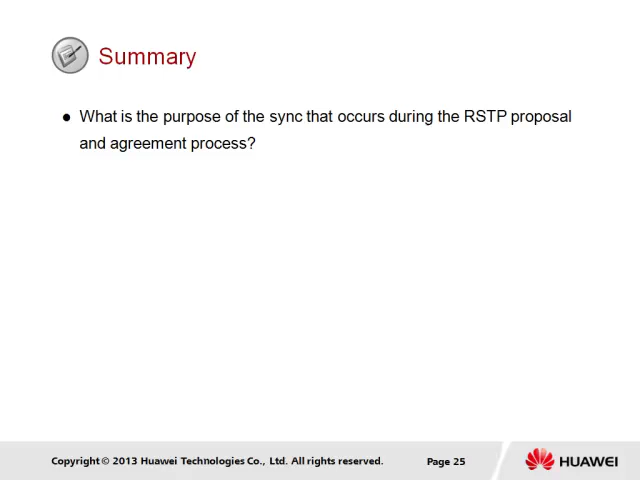 Summary
● What is the purpose of the sync that occurs during the RSTP proposal
and agreement process?
Copyright © 2013 Huawei Technologies Co., Ltd. All rights reserved.
Page 25
HUAWEI